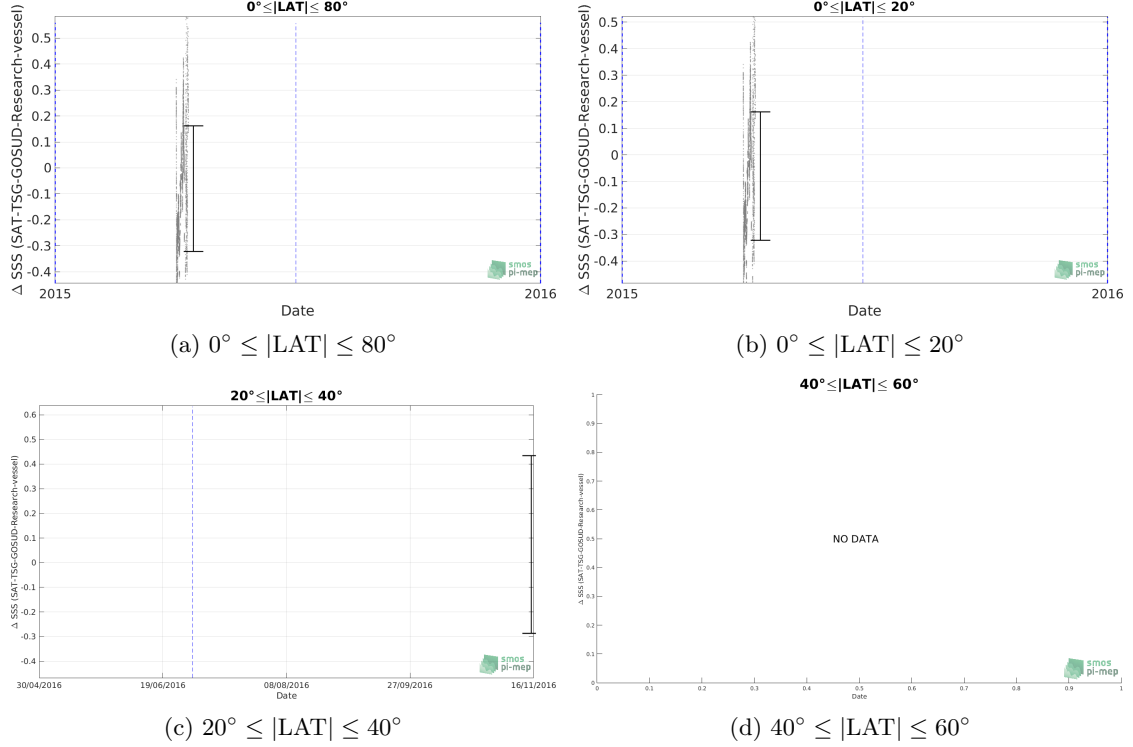 0°≤|LAT|≤ 80°
Δ SSS (SAT-TSG-GOSUD-Research-vessel)
0.5
0.4
0.3
0.2
0.1
0
-0.1
-0.2
-0.3
-0.4
2015
2016
Date
smos
pi-mep
(a) 0° ≤ |LAT| ≤ 80°
0°≤|LAT|≤ 20°
Δ SSS (SAT-TSG-GOSUD-Research-vessel)
0.5
0.4
0.3
0.2
0.1
0
-0.1
-0.2
-0.3
-0.4
2015
2016
Date
smos
pi-mep
(b) 0° ≤ |LAT| ≤ 20°
20°≤|LAT|≤ 40°
Δ SSS (SAT-TSG-GOSUD-Research-vessel)
0.6
0.5
0.4
0.3
0.2
0.1
0
-0.1
-0.2
-0.3
-0.4
30/04/2016
19/06/2016
08/08/2016
27/09/2016
16/11/2016
Date
smos
pi-mep
(c) 20° ≤ |LAT| ≤ 40°
40°≤|LAT|≤ 60°
Δ SSS (SAT-TSG-GOSUD-Research-vessel)
1
0.9
0.8
0.7
0.6
0.5
0.4
0.3
0.2
0.1
0
NO DATA
0
0.1
0.2
0.3
0.4
0.5
0.6
0.7
0.8
0.9
1
Date
smos
pi-mep
(d) 40° ≤ |LAT| ≤ 60°